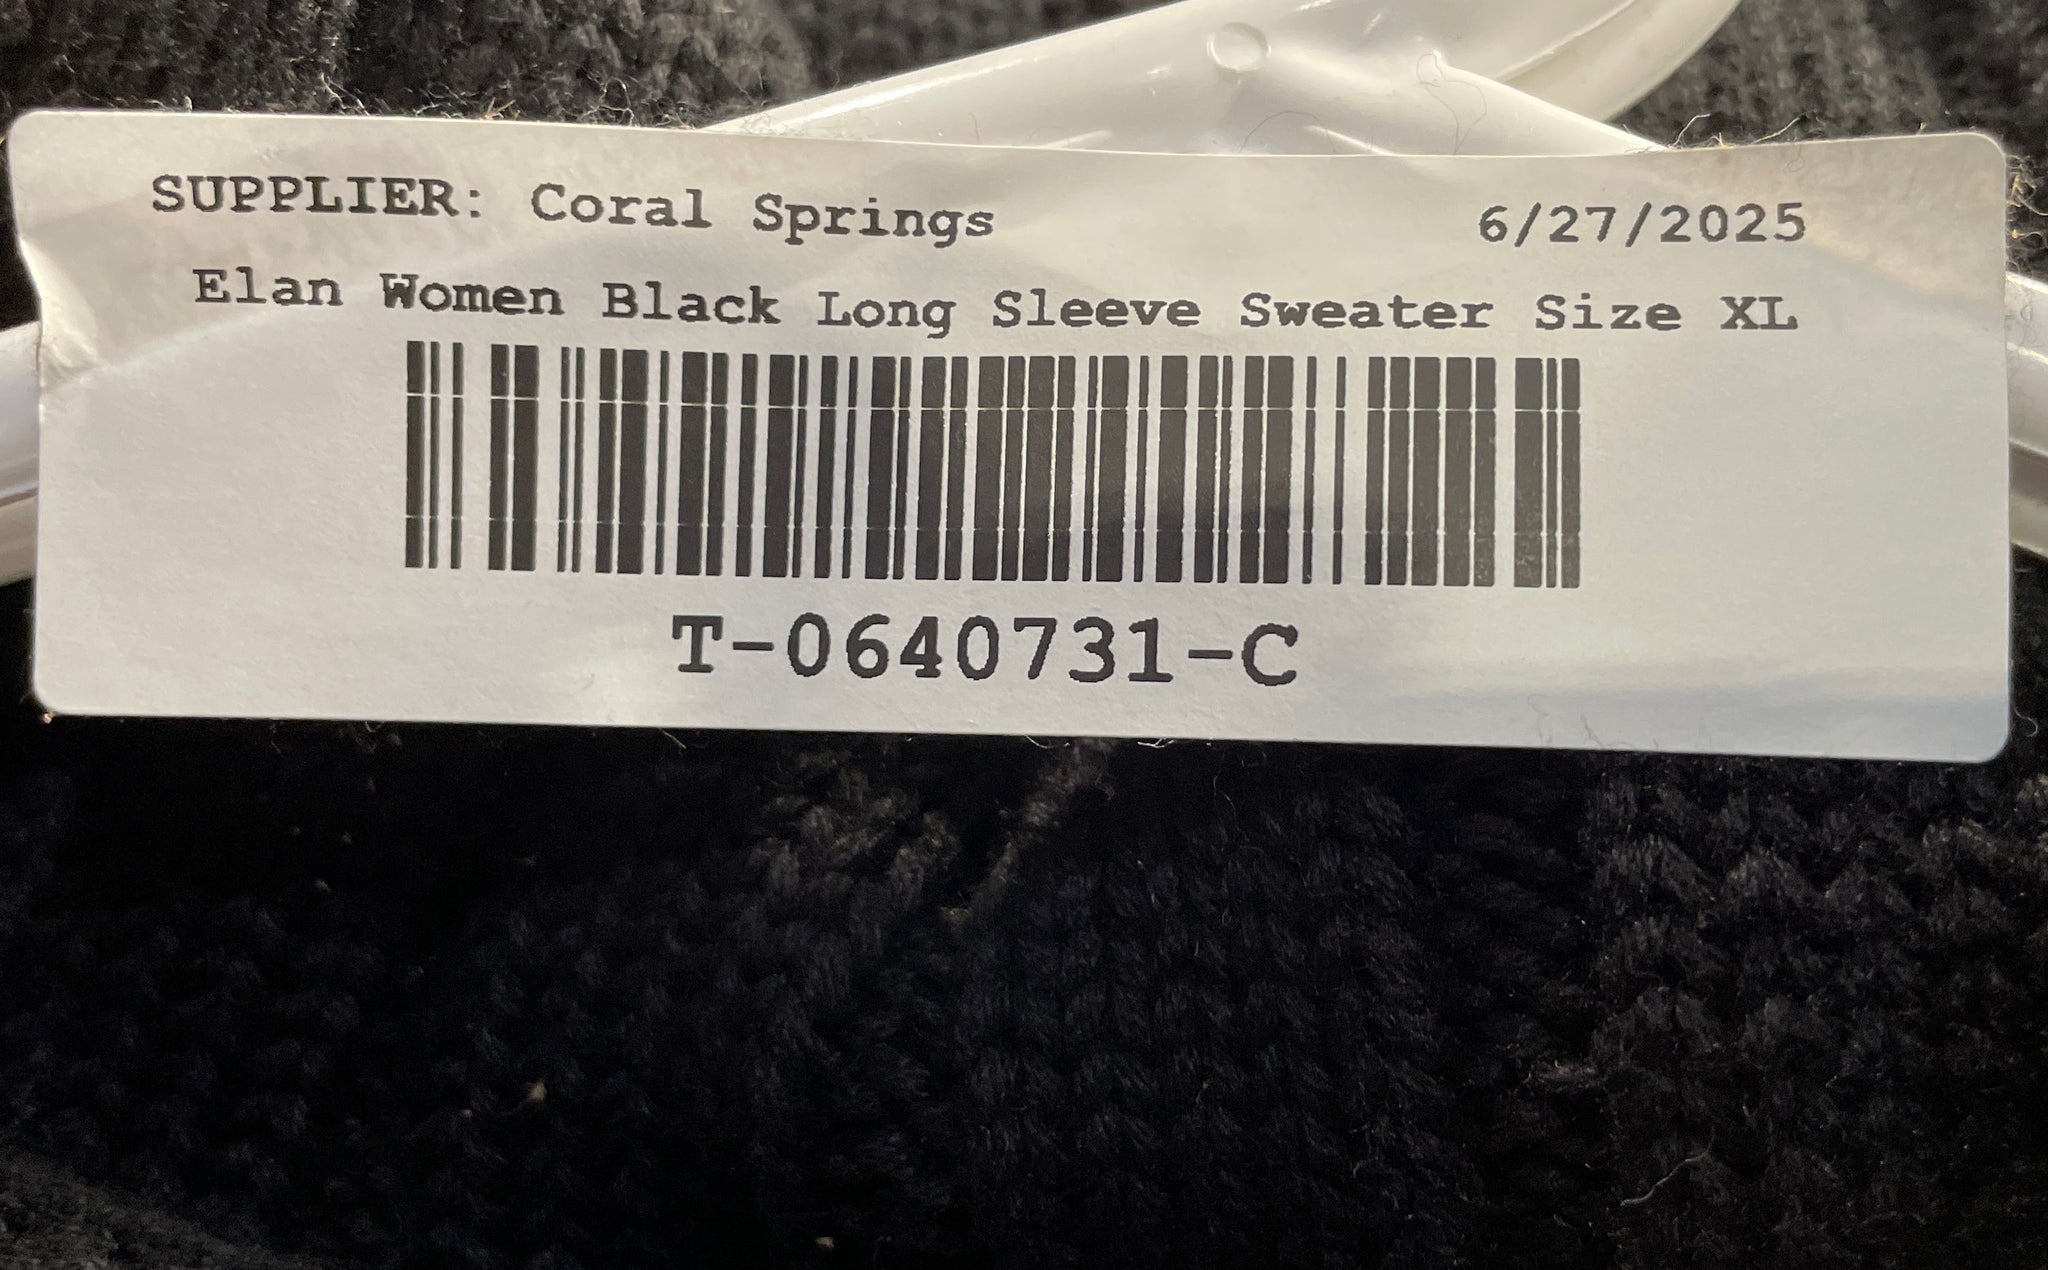 SUPPLIER: Coral Springs 6/27/2025
Elan Women Black Long Sleeve Sweater Size XL
T-0640731-C